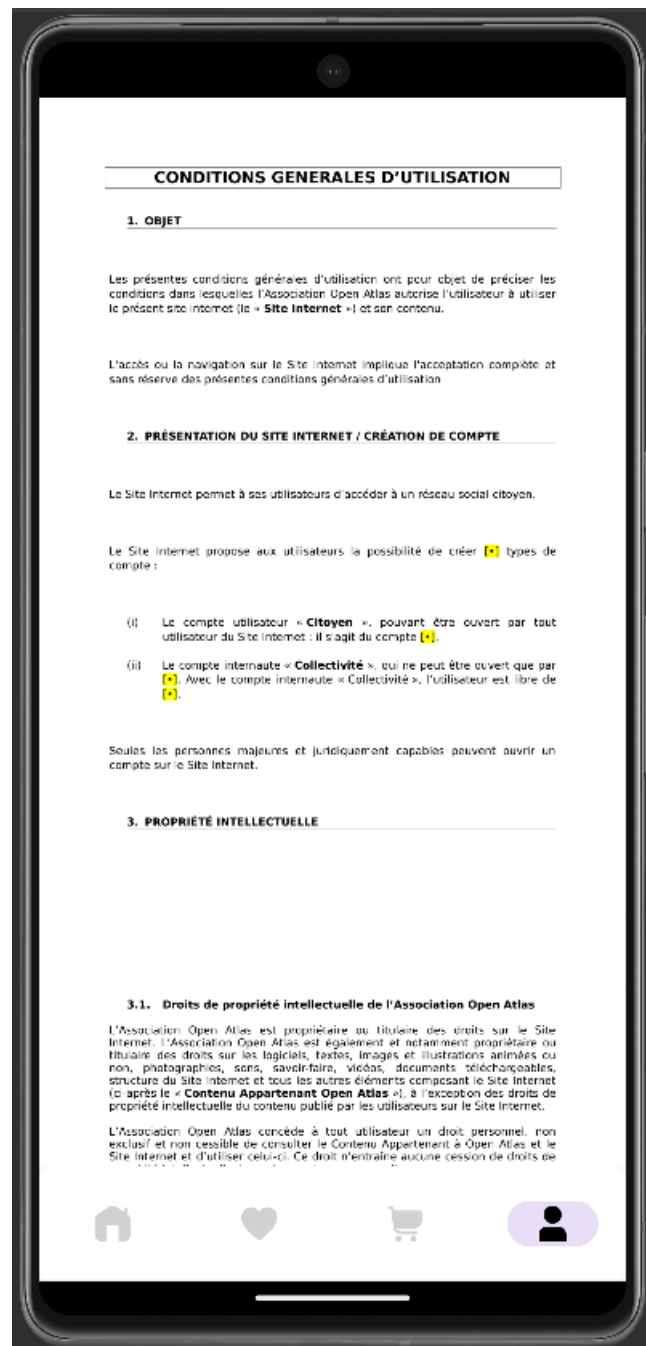 CONDITIONS GENERALES D’UTILISATION
1. OBJET
Les présentes conditions générales d’utilisation ont pour objet de préciser les
conditions dans lesquelles l’Association Open Atlas autorise l’utilisateur à utiliser
le présent site internet (le « Site Internet ») et son contenu.
L’accès ou la navigation sur le Site Internet implique l’acceptation complète et
sans réserve des présentes conditions générales d’utilisation
2. PRÉSENTATION DU SITE INTERNET / CRÉATION DE COMPTE
Le Site Internet permet à ses utilisateurs d’accéder à un réseau social citoyen.
Le Site Internet propose aux utilisateurs la possibilité de créer [•] types de
compte :
(i) Le compte utilisateur « Citoyen », pouvant être ouvert par tout
utilisateur du Site Internet : il s’agit du compte [•].
(ii) Le compte internaute « Collectivité », qui ne peut être ouvert que par
[•]. Avec le compte internaute « Collectivité », l’utilisateur est libre de
[•].
Seules les personnes majeures et juridiquement capables peuvent ouvrir un
compte sur le Site Internet.
3. PROPRIÉTÉ INTELLECTUELLE
3.1. Droits de propriété intellectuelle de l’Association Open Atlas
L’Association Open Atlas est propriétaire ou titulaire des droits sur le Site
Internet. L’Association Open Atlas est également et notamment propriétaire ou
titulaire des droits sur les logiciels, textes, images et illustrations animées ou
non, photographies, sons, savoir-faire, vidéos, documents téléchargeables,
structure du Site Internet et tous les autres éléments composant le Site Internet
(ci après le « Contenu Appartenant Open Atlas »), à l’exception des droits de
propriété intellectuelle du contenu publié par les utilisateurs sur le Site Internet.
L’Association Open Atlas concède à tout utilisateur un droit personnel, non
exclusif et non cessible de consulter le Contenu Appartenant à Open Atlas et le
Site Internet et d’utiliser celui-ci. Ce droit n’entraine aucune cession de droits de